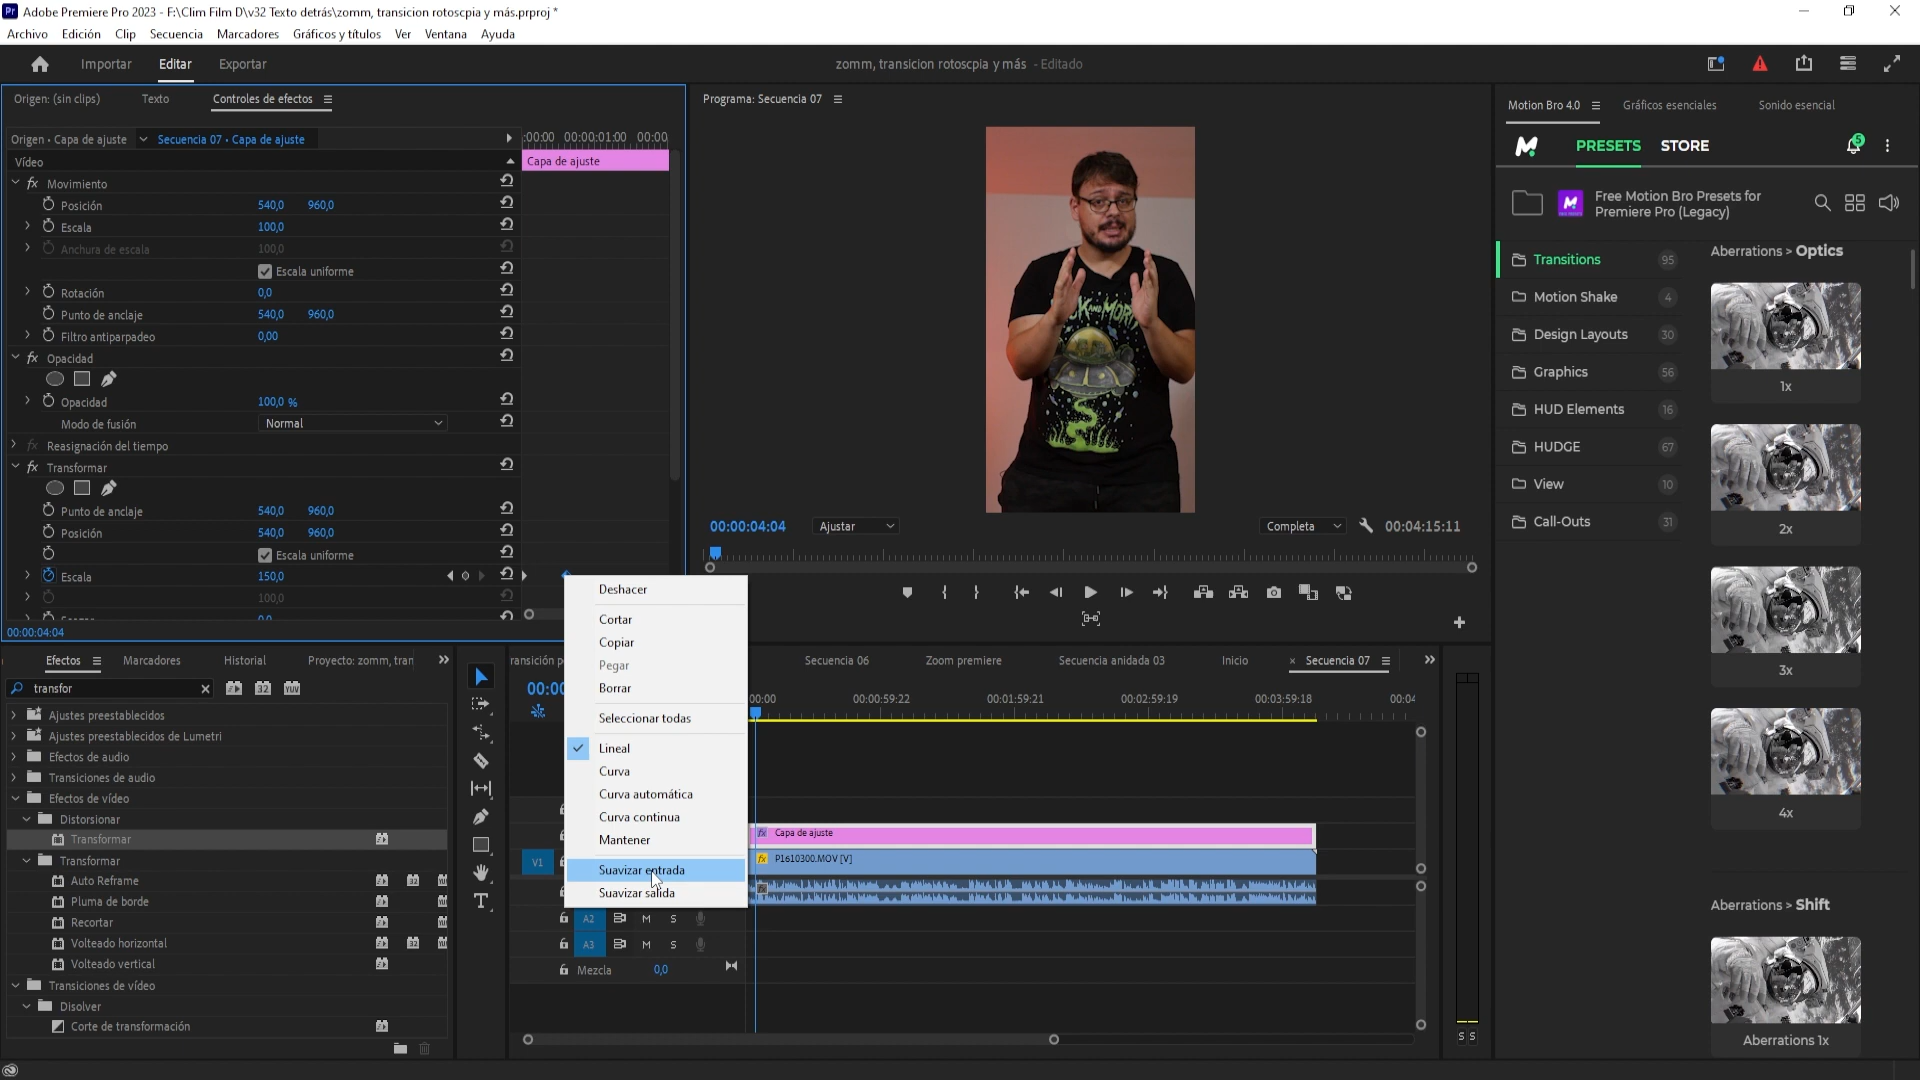 Adobe Premiere Pro 2023 - F:\Clim Film D\v32 Texto detrás\zomm, transicion rotoscpia y más.prproj *
Archivo Edición Clip Secuencia Marcadores Gráficos y títulos Ver Ventana Ayuda
Importar Editar Exportar
zomm, transicion rotoscpia y más - Editado
Origen: (sin clips) Texto Controles de efectos
Origen • Capa de ajuste Secuencia 07 • Capa de ajuste
:00:00 00:00:01:00 00:00
Vídeo
Capa de ajuste
Movimiento
Posición 540,0 960,0
Escala 100,0
Anchura de escala 100,0
Escala uniforme
Rotación 0,0
Punto de anclaje 540,0 960,0
Filtro antiparpadeo 0,00
Opacidad
Opacidad 100,0 %
Modo de fusión Normal
Reasignación del tiempo
Transformar
Punto de anclaje 540,0 960,0
Posición 540,0 960,0
Escala uniforme
Escala 150,0
100,0
00:00:04:04
Programa: Secuencia 07
00:00:04:04 Ajustar Completa 00:04:15:11
Motion Bro 4.0 Gráficos esenciales Sonido esencial
PRESETS STORE
5
Free Motion Bro Presets for
Premiere Pro (Legacy)
Transitions 95
Motion Shake 4
Design Layouts 30
Graphics 56
HUD Elements 16
HUDGE 67
View 10
Call-Outs 31
Aberrations > Optics
1x
2x
3x
4x
Aberrations > Shift
Aberrations 1x
Deshacer
Cortar
Copiar
Pegar
Borrar
Seleccionar todas
Lineal
Curva
Curva automática
Curva continua
Mantener
Suavizar entrada
Suavizar salida
Efectos Marcadores Historial Proyecto: zomm, tran
transfor
32 YUV
Ajustes preestablecidos
Ajustes preestablecidos de Lumetri
Efectos de audio
Transiciones de audio
Efectos de vídeo
Distorsionar
Transformar
Transformar
Auto Reframe
Pluma de borde
Recortar
Volteado horizontal
Volteado vertical
Transiciones de vídeo
Disolver
Corte de transformación
Secuencia 06 Zoom premiere Secuencia anidada 03 Inicio × Secuencia 07
00:00
:00:00 00:00:59:22 00:01:59:21 00:02:59:19 00:03:59:18 00:04
fx Capa de ajuste
V1 fx P1610300.MOV [V]
A2 M S
A3 M S
Mezcla 0,0
S S